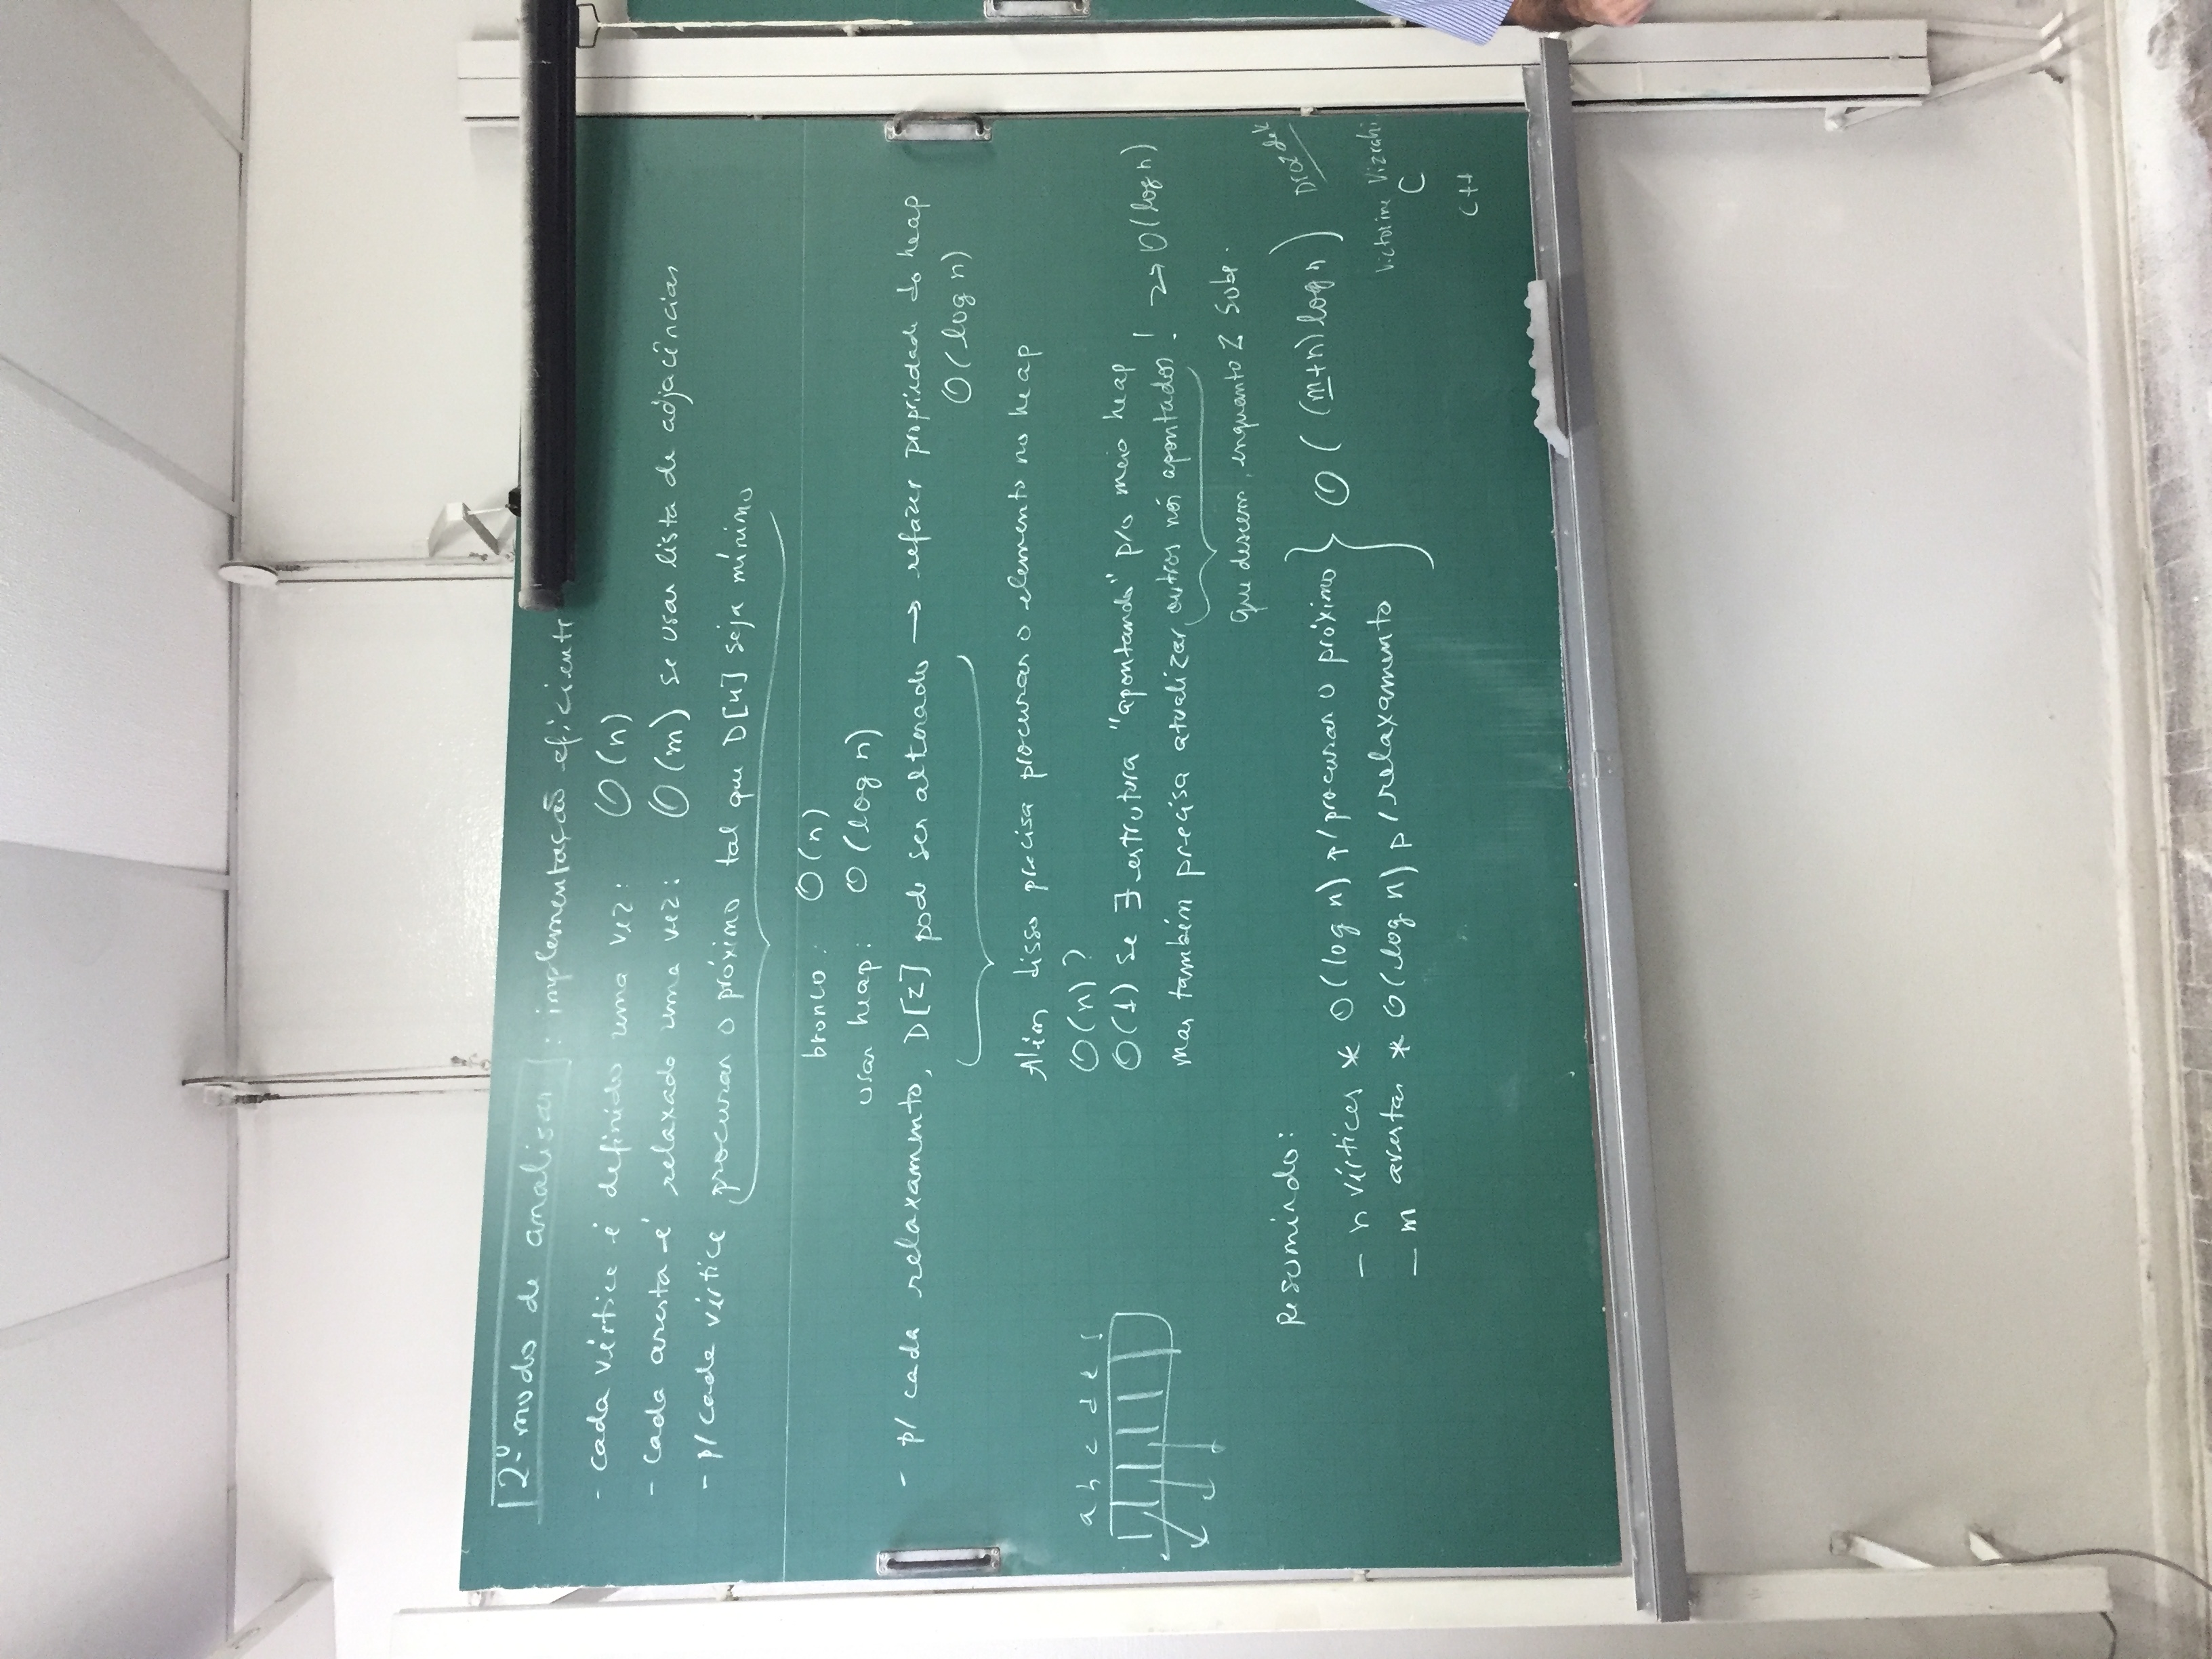 2º modo de analisar : implementação eficiente
- cada vértice é definido uma vez: O(n)
- cada aresta é relaxado uma vez: O(m) se usar lista de adjacências
- p/ cada vértice procurar o próximo tal que D[u] seja mínimo
bronco: O(n)
usar heap: O(log n)
- p/ cada relaxamento, D[z] pode ser alterado → refazer propriedade do heap
O(log n)
Além disso precisa procurar o elemento no heap
O(n)?
a b c d e f
O(1) se ∃ estrutura "apontando" p/o meio heap
mas também precisa atualizar outros nós apontados! → O(log n)
que descem, enquanto z sobe.
Resumindo:
- n vértices * O(log n) p/ procurar o próximo
- m arestas * O(log n) p/ relaxamento
O((m+n) log n)
Drozdek
Victorine Vizrahi
C
C++